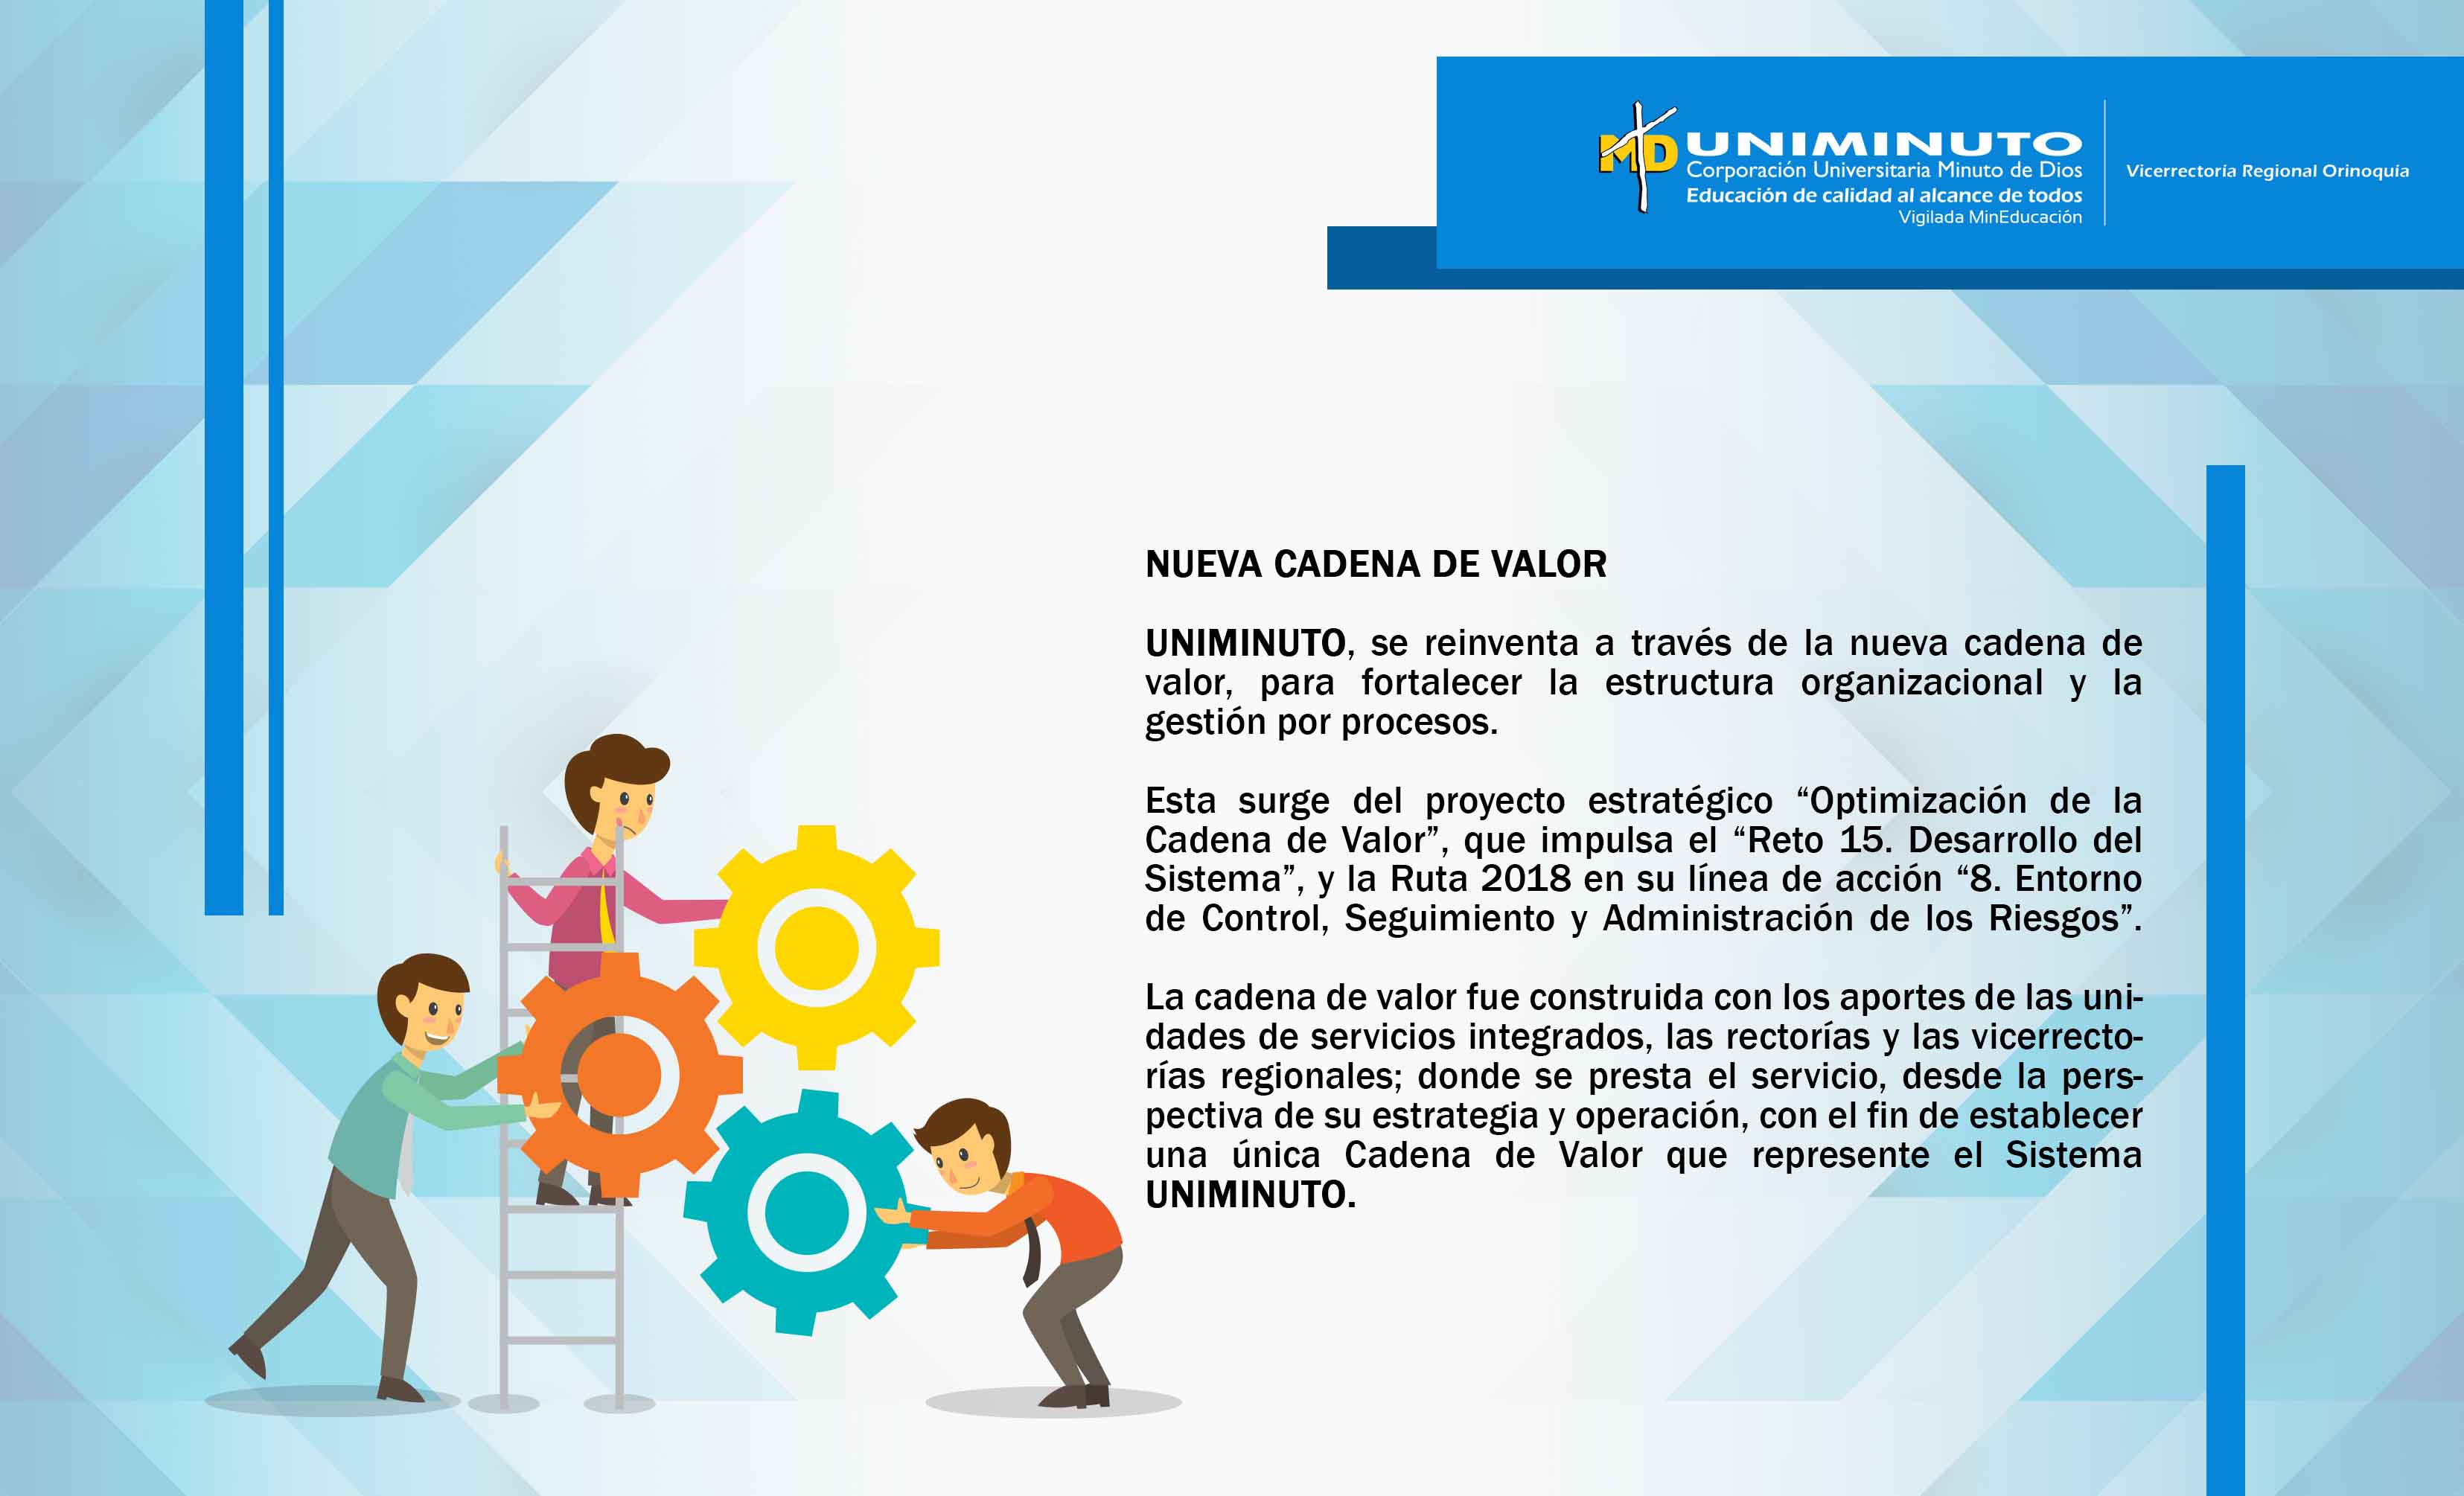 MD UNIMINUTO
Corporación Universitaria Minuto de Dios
Educación de calidad al alcance de todos
Vigilada MinEducación
Vicerrectoría Regional Orinoquía
NUEVA CADENA DE VALOR
UNIMINUTO, se reinventa a través de la nueva cadena de
valor, para fortalecer la estructura organizacional y la
gestión por procesos.
Esta surge del proyecto estratégico “Optimización de la
Cadena de Valor”, que impulsa el “Reto 15. Desarrollo del
Sistema”, y la Ruta 2018 en su línea de acción “8. Entorno
de Control, Seguimiento y Administración de los Riesgos”.
La cadena de valor fue construida con los aportes de las uni-
dades de servicios integrados, las rectorías y las vicerrecto-
rías regionales; donde se presta el servicio, desde la pers-
pectiva de su estrategia y operación, con el fin de establecer
una única Cadena de Valor que represente el Sistema
UNIMINUTO.